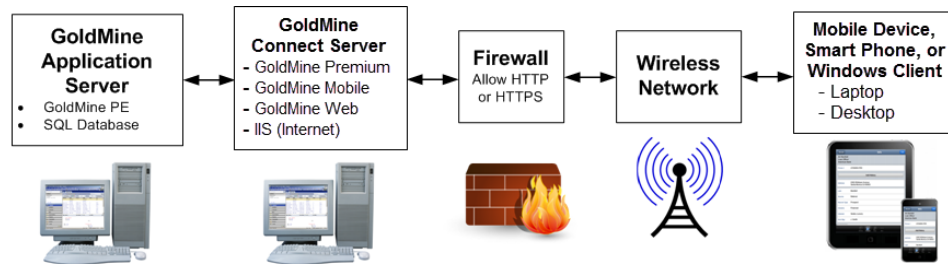 GoldMine
Application
Server
• GoldMine PE
• SQL Database
GoldMine
Connect Server
- GoldMine Premium
- GoldMine Mobile
- GoldMine Web
- IIS (Internet)
Firewall
Allow HTTP
or HTTPS
Wireless
Network
Mobile Device,
Smart Phone, or
Windows Client
- Laptop
- Desktop